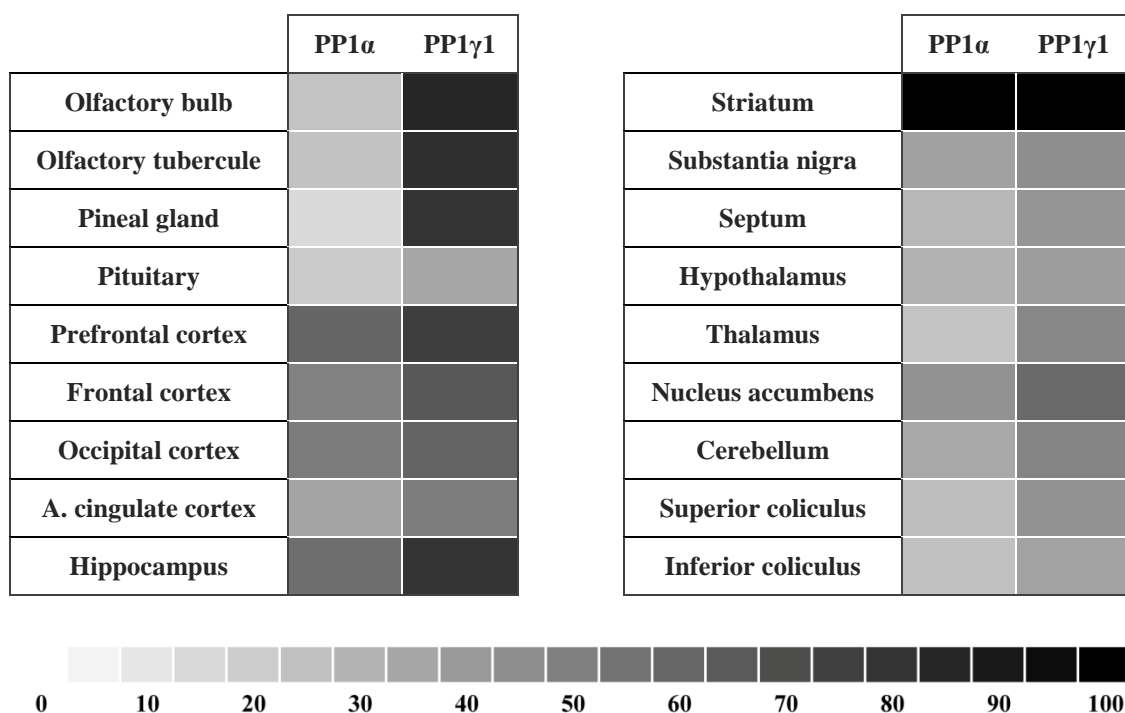 PP1α PP1γ1
Olfactory bulb
Olfactory tubercule
Pineal gland
Pituitary
Prefrontal cortex
Frontal cortex
Occipital cortex
A. cingulate cortex
Hippocampus
PP1α PP1γ1
Striatum
Substantia nigra
Septum
Hypothalamus
Thalamus
Nucleus accumbens
Cerebellum
Superior coliculus
Inferior coliculus
0 10 20 30 40 50 60 70 80 90 100